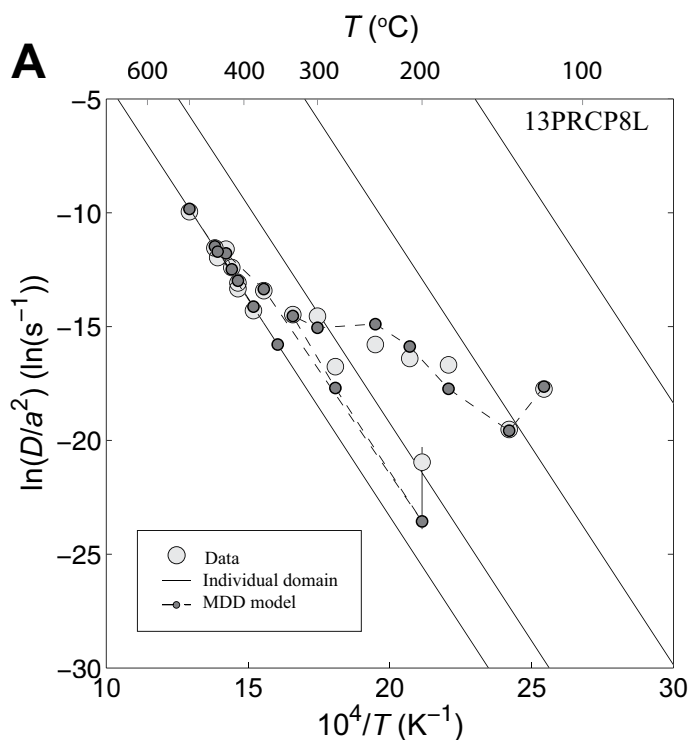 T (°C)
A
600 400 300 200 100
13PRCP8L
−5
−10
−15
−20
−25
−30
ln(D/a²) (ln(s⁻¹))
Data
Individual domain
MDD model
10 15 20 25 30
10⁴/T (K⁻¹)